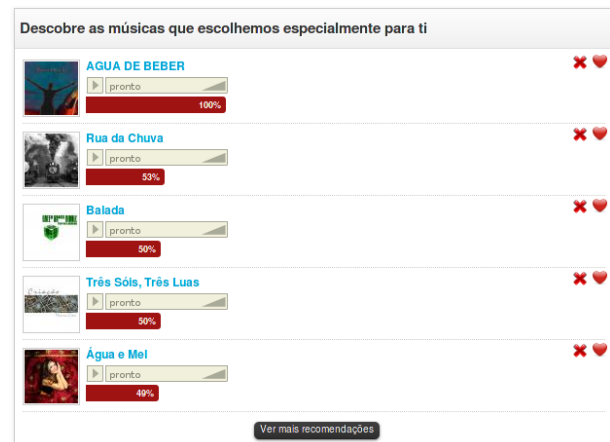 Descobre as músicas que escolhemos especialmente para ti
AGUA DE BEBER
pronto
100%
Rua da Chuva
pronto
53%
Balada
pronto
50%
Três Sóis, Três Luas
pronto
50%
Criação
Água e Mel
pronto
49%
Ver mais recomendações